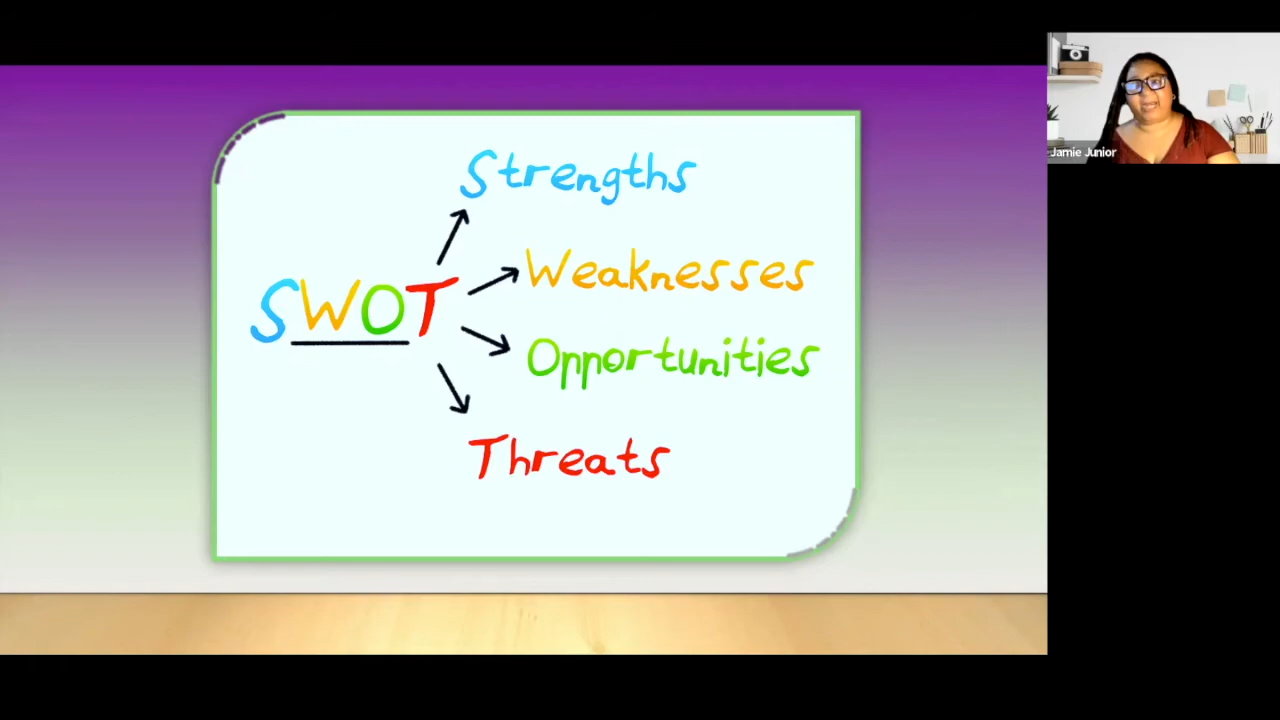 Strengths
Weaknesses
SWOT
Opportunities
Threats
Jamie Junior